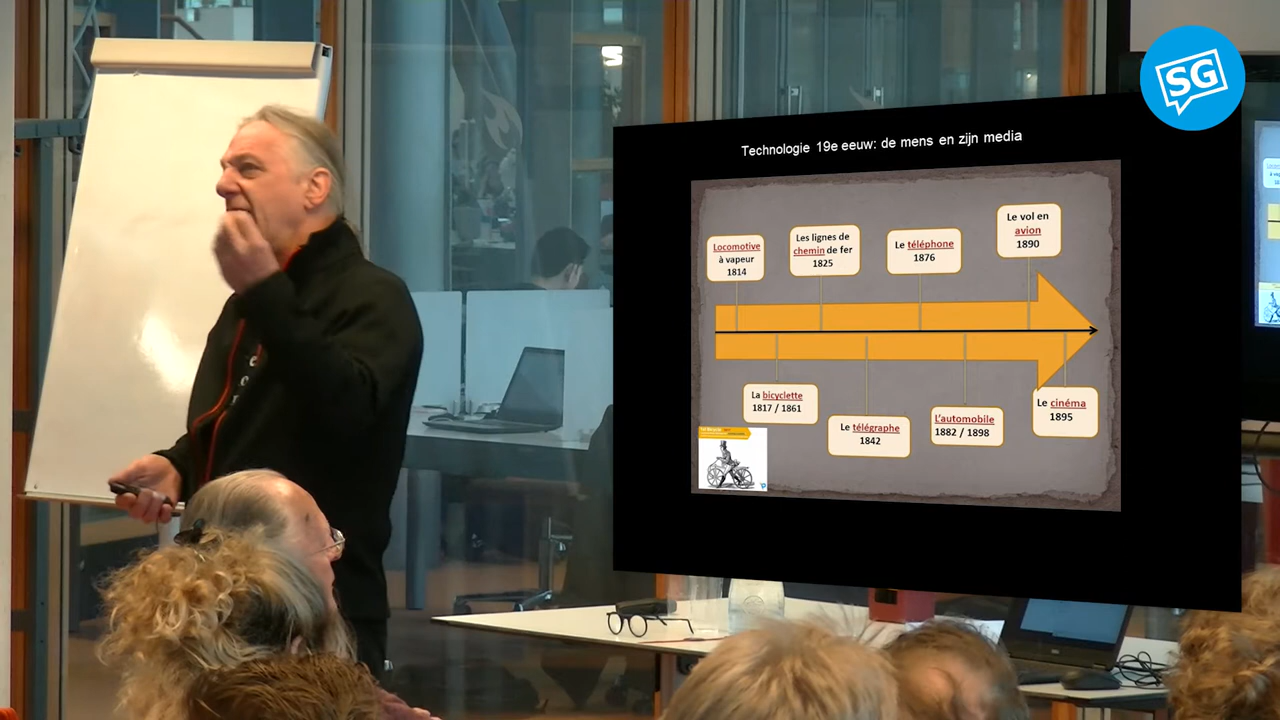 SG
Technologie 19e eeuw: de mens en zijn media
Locomotive
à vapeur
1814
Les lignes de
chemin de fer
1825
Le téléphone
1876
Le vol en
avion
1890
La bicyclette
1817 / 1861
Le télégraphe
1842
L'automobile
1882 / 1898
Le cinéma
1895